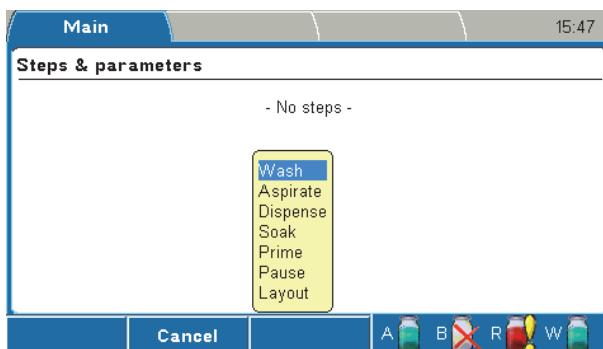 Main
15:47
Steps & parameters
- No steps -
Wash
Aspirate
Dispense
Soak
Prime
Pause
Layout
Cancel
A B R W